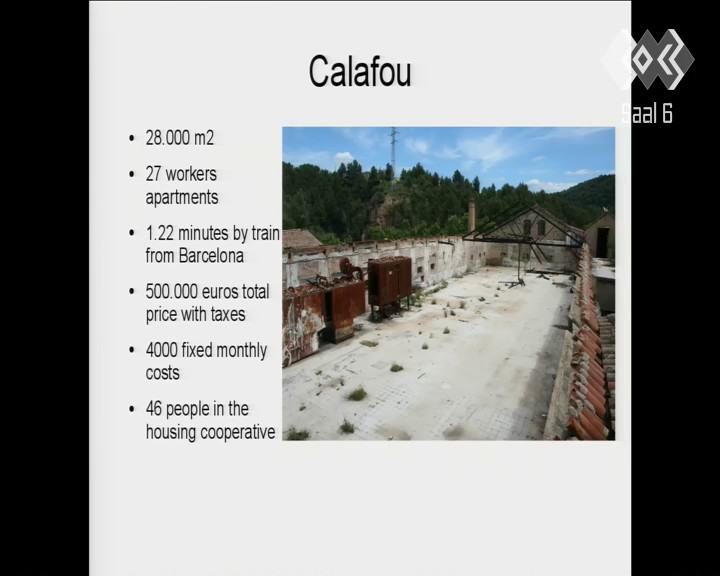 Calafou
Saal 6
• 28.000 m2
• 27 workers
apartments
• 1.22 minutes by train
from Barcelona
• 500.000 euros total
price with taxes
• 4000 fixed monthly
costs
• 46 people in the
housing cooperative